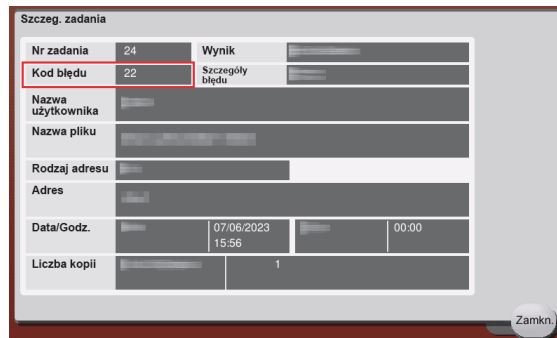 Szczeg. zadania
Nr zadania 24 Wynik
Kod błędu 22 Szczegóły błędu
Nazwa użytkownika
Nazwa pliku
Rodzaj adresu
Adres
Data/Godz. 07/06/2023 15:56 00:00
Liczba kopii 1
Zamkn.